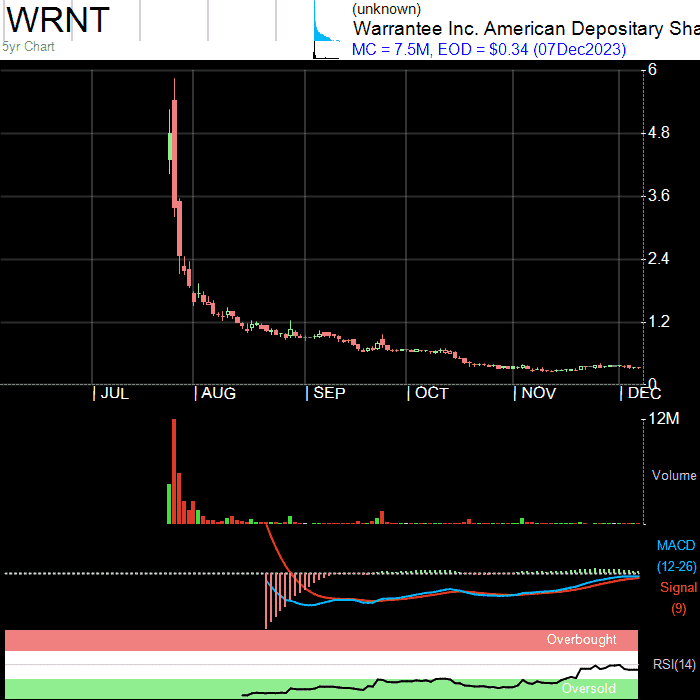 WRNT
5yr Chart
(unknown)
Warrantee Inc. American Depositary Sha
MC = 7.5M, EOD = $0.34 (07Dec2023)
6
4.8
3.6
2.4
1.2
0
JUL AUG SEP OCT NOV DEC
12M
Volume
MACD
(12-26)
Signal
(9)
Overbought
RSI(14)
Oversold